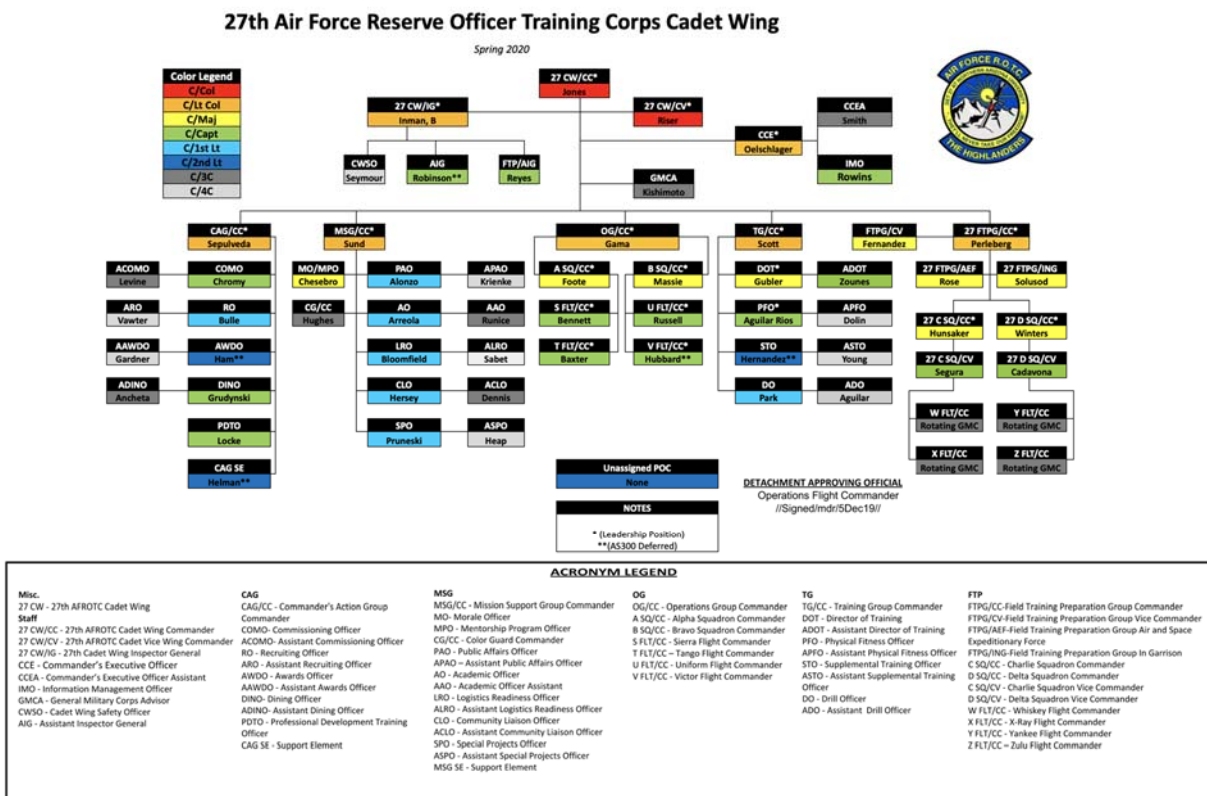 27th Air Force Reserve Officer Training Corps Cadet Wing
Spring 2020
Color Legend
C/Col
C/Lt Col
C/Maj
C/Capt
C/1st Lt
C/2nd Lt
C/3C
C/4C
27 CW/CC*
Jones
27 CW/IG*
Inman, B
27 CW/CV*
Riser
CCEA
Smith
CCE*
Oelschlager
IMO
Rowins
CWSO
Seymour
AIG
Robinson**
FTP/AIG
Reyes
GMCA
Kishimoto
AIR FORCE R.O.T.C.
THE HIGHLANDERS
CAG/CC*
Sepulveda
MSG/CC*
Sund
OG/CC*
Gama
TG/CC*
Scott
FTPG/CV
Fernandez
27 FTPG/CC*
Perleberg
ACOMO
Levine
COMO
Chromy
ARO
Vawter
RO
Bulle
AAWDO
Gardner
AWDO
Ham**
ADINO
Ancheta
DINO
Grudynski
PDTO
Locke
CAG SE
Helman**
MO/MPO
Chesebro
PAO
Alonzo
APAO
Krienke
CG/CC
Hughes
AO
Arreola
AAO
Runice
LRO
Bloomfield
ALRO
Sabet
CLO
Hersey
ACLO
Dennis
SPO
Pruneski
ASPO
Heap
A SQ/CC*
Foote
B SQ/CC*
Massie
S FLT/CC*
Bennett
U FLT/CC*
Russell
T FLT/CC*
Baxter
V FLT/CC*
Hubbard**
DOT*
Gubler
ADOT
Zounes
PFO*
Aguilar Rios
APFO
Dolin
STO
Hernandez**
ASTO
Young
DO
Park
ADO
Aguilar
27 FTPG/AEF
Rose
27 FTPG/ING
Solusod
27 C SQ/CC*
Hunsaker
27 D SQ/CC*
Winters
27 C SQ/CV
Segura
27 D SQ/CV
Cadavona
W FLT/CC
Rotating GMC
Y FLT/CC
Rotating GMC
X FLT/CC
Rotating GMC
Z FLT/CC
Rotating GMC
Unassigned POC
None
NOTES
* (Leadership Position)
**(AS300 Deferred)
DETACHMENT APPROVING OFFICIAL
Operations Flight Commander
//Signed/mdr/5Dec19//
ACRONYM LEGEND
Misc.
27 CW - 27th AFROTC Cadet Wing
Staff
27 CW/CC - 27th AFROTC Cadet Wing Commander
27 CW/CV - 27th AFROTC Cadet Vice Wing Commander
27 CW/IG - 27th Cadet Wing Inspector General
CCE - Commander's Executive Officer
CCEA - Commander's Executive Officer Assistant
IMO - Information Management Officer
GMCA - General Military Corps Advisor
CWSO - Cadet Wing Safety Officer
AIG - Assistant Inspector General
CAG
CAG/CC - Commander's Action Group
Commander
COMO- Commissioning Officer
ACOMO- Assistant Commissioning Officer
RO - Recruiting Officer
ARO - Assistant Recruiting Officer
AWDO - Awards Officer
AAWDO - Assistant Awards Officer
DINO- Dining Officer
ADINO- Assistant Dining Officer
PDTO - Professional Development Training
Officer
CAG SE - Support Element
MSG
MSG/CC - Mission Support Group Commander
MO- Morale Officer
MPO - Mentorship Program Officer
CG/CC - Color Guard Commander
PAO - Public Affairs Officer
APAO – Assistant Public Affairs Officer
AO - Academic Officer
AAO - Academic Officer Assistant
LRO - Logistics Readiness Officer
ALRO - Assistant Logistics Readiness Officer
CLO - Community Liaison Officer
ACLO - Assistant Community Liaison Officer
SPO - Special Projects Officer
ASPO - Assistant Special Projects Officer
MSG SE - Support Element
OG
OG/CC - Operations Group Commander
A SQ/CC - Alpha Squadron Commander
B SQ/CC - Bravo Squadron Commander
S FLT/CC - Sierra Flight Commander
T FLT/CC – Tango Flight Commander
U FLT/CC - Uniform Flight Commander
V FLT/CC - Victor Flight Commander
TG
TG/CC - Training Group Commander
DOT - Director of Training
ADOT - Assistant Director of Training
PFO - Physical Fitness Officer
APFO - Assistant Physical Fitness Officer
STO - Supplemental Training Officer
ASTO - Assistant Supplemental Training
Officer
DO - Drill Officer
ADO - Assistant Drill Officer
FTP
FTPG/CC-Field Training Preparation Group Commander
FTPG/CV-Field Training Preparation Group Vice Commander
FTPG/AEF-Field Training Preparation Group Air and Space
Expeditionary Force
FTPG/ING-Field Training Preparation Group In Garrison
C SQ/CC - Charlie Squadron Commander
D SQ/CC - Delta Squadron Commander
C SQ/CV - Charlie Squadron Vice Commander
D SQ/CV - Delta Squadron Vice Commander
W FLT/CC - Whiskey Flight Commander
X FLT/CC - X-Ray Flight Commander
Y FLT/CC - Yankee Flight Commander
Z FLT/CC – Zulu Flight Commander